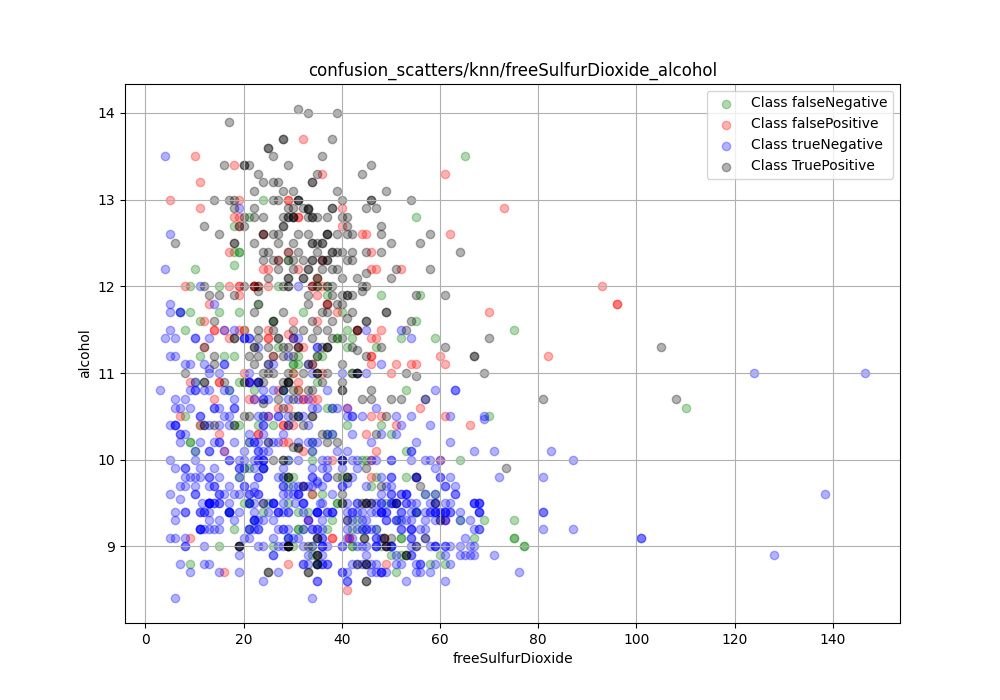 confusion_scatters/knn/freeSulfurDioxide_alcohol
Class falseNegative
Class falsePositive
Class trueNegative
Class TruePositive
14
13
12
11
10
9
alcohol
0 20 40 60 80 100 120 140
freeSulfurDioxide